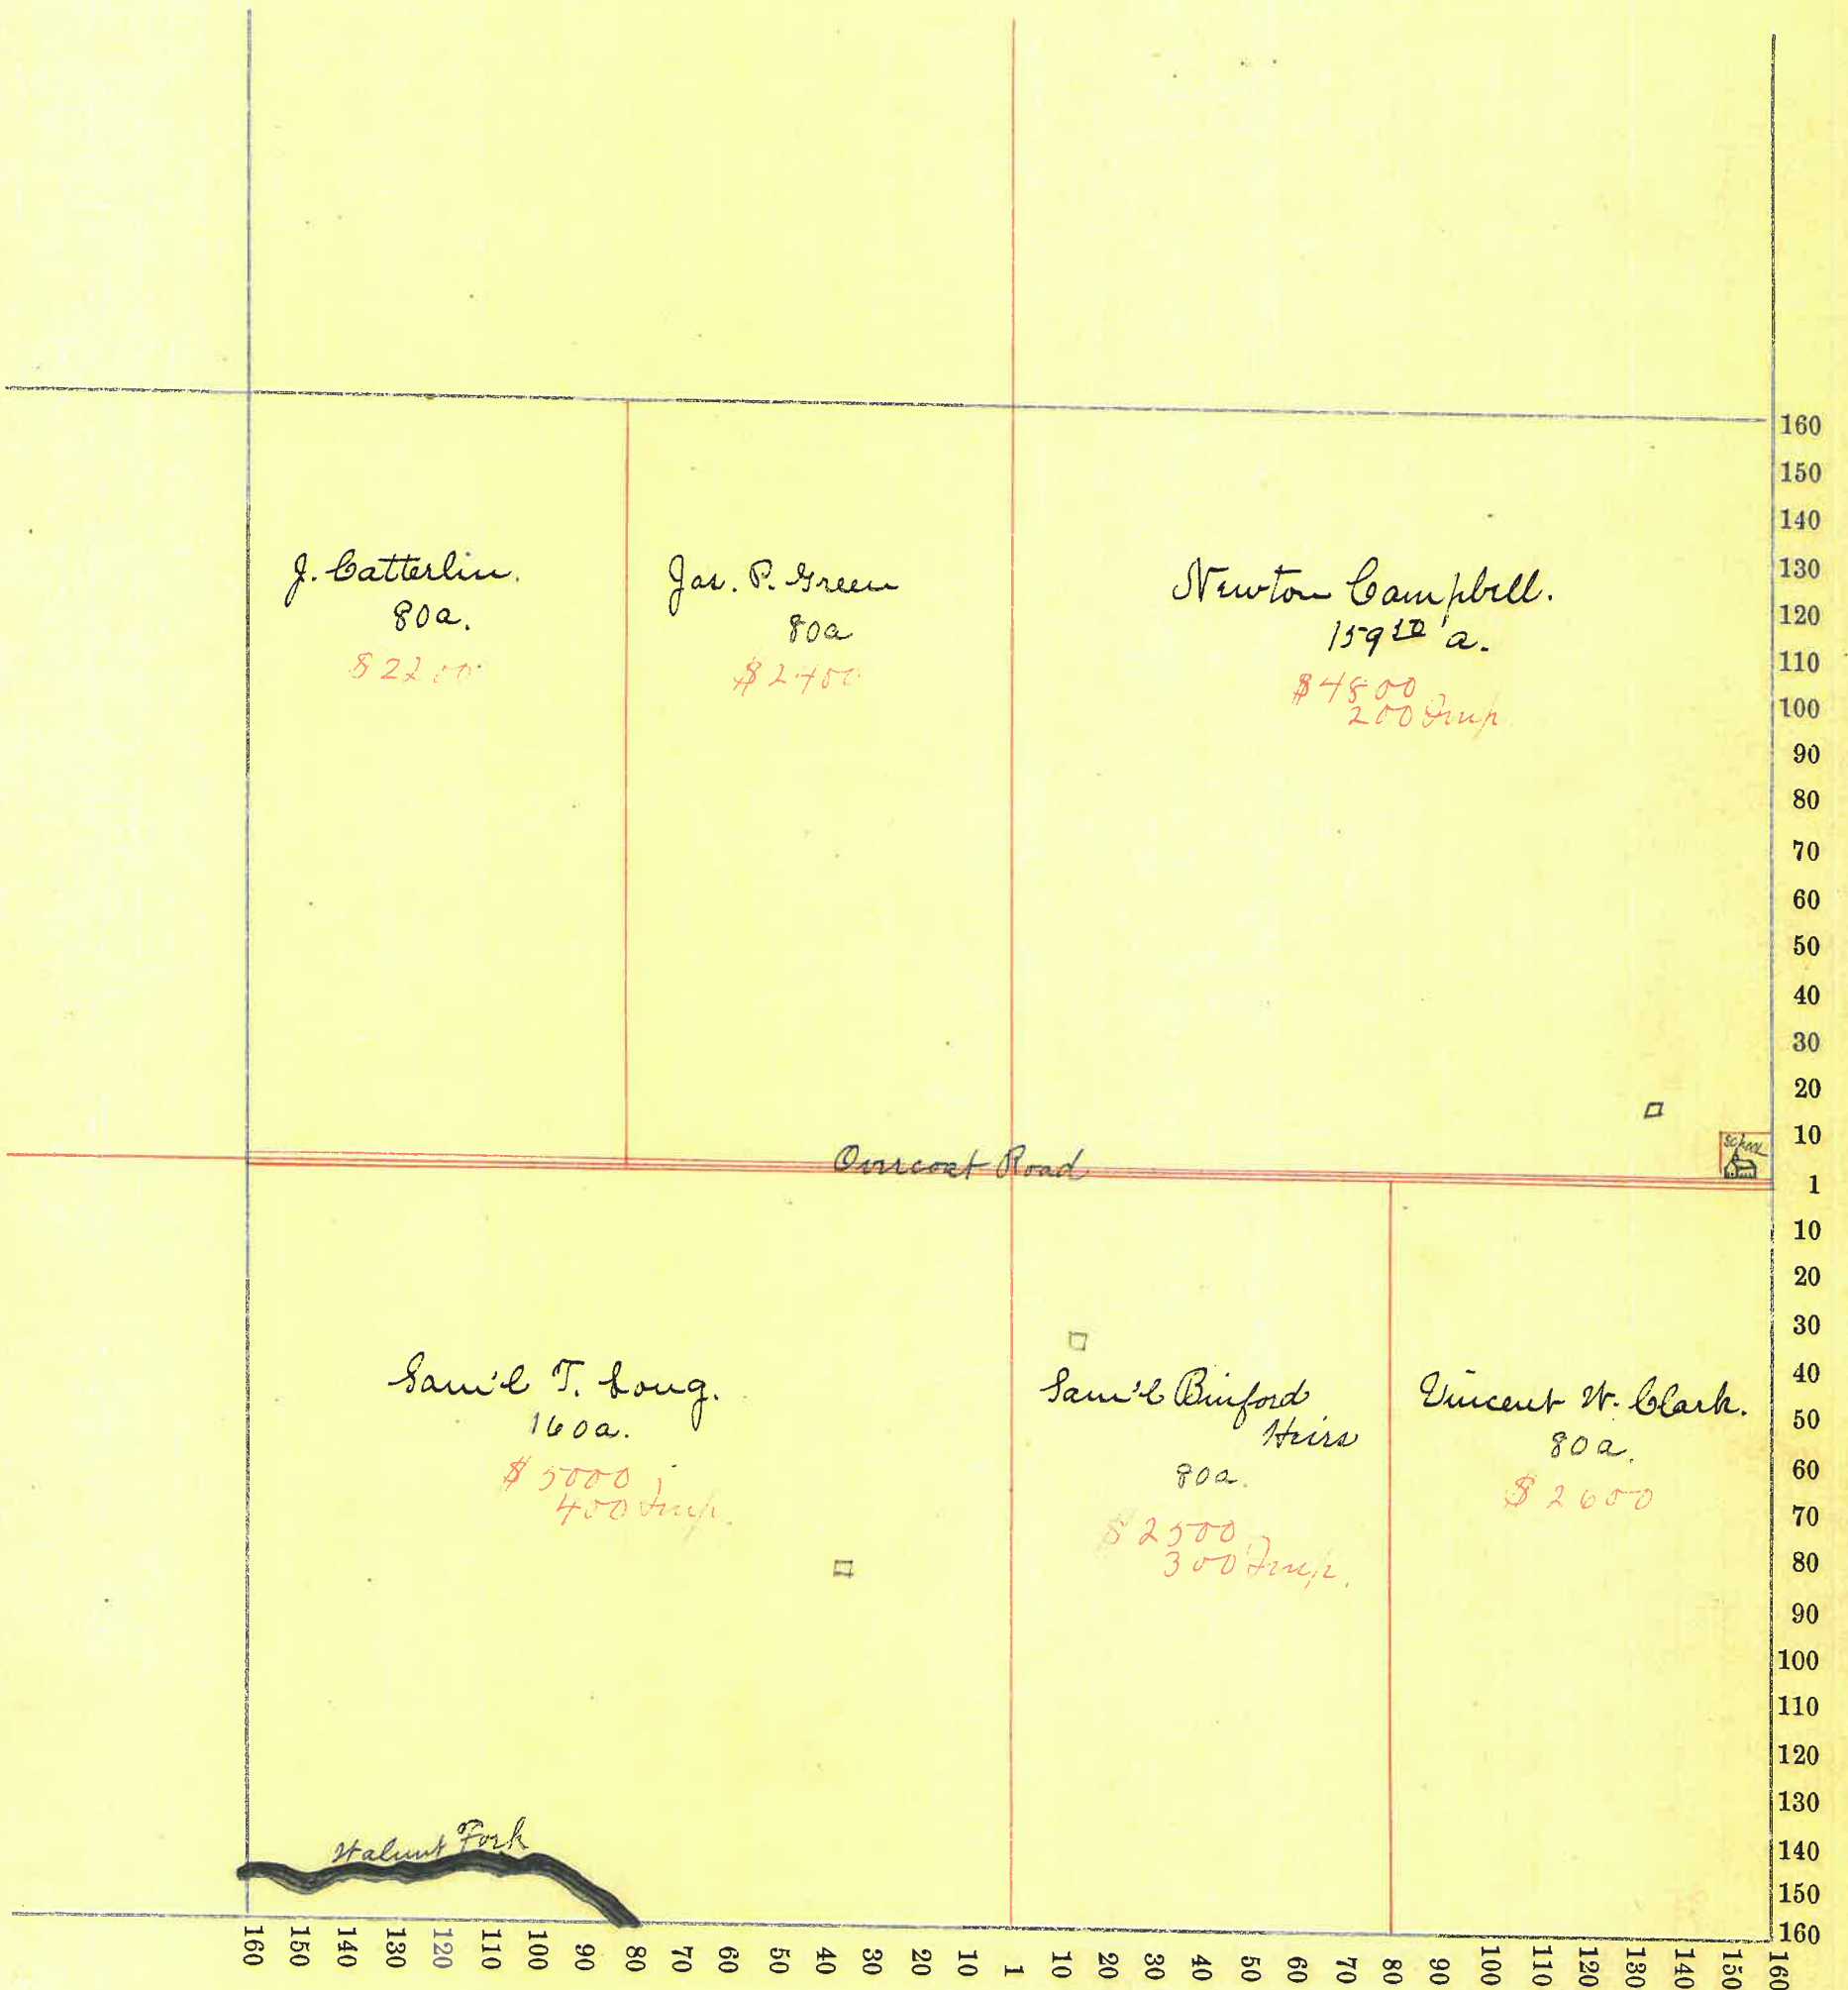 J. Catterlin.
80a.
$2200
Jas. P. Green
80a
$2400
Newton Campbell.
159 50 a.
$4800
200 Imp.
160
150
140
130
120
110
100
90
80
70
60
50
40
30
20
10
1
School
Overcoat Road
Sam'l T. Long.
160a.
$5000
400 Imp.
Sam'l Binford
Heirs
80a.
$2500
300 Imp.
Vincent W. Clark.
80a.
$2600
10
20
30
40
50
60
70
80
90
100
110
120
130
140
150
160
Walnut Fork
160 150 140 130 120 110 100 90 80 70 60 50 40 30 20 10 1 10 20 30 40 50 60 70 80 90 100 110 120 130 140 150 160